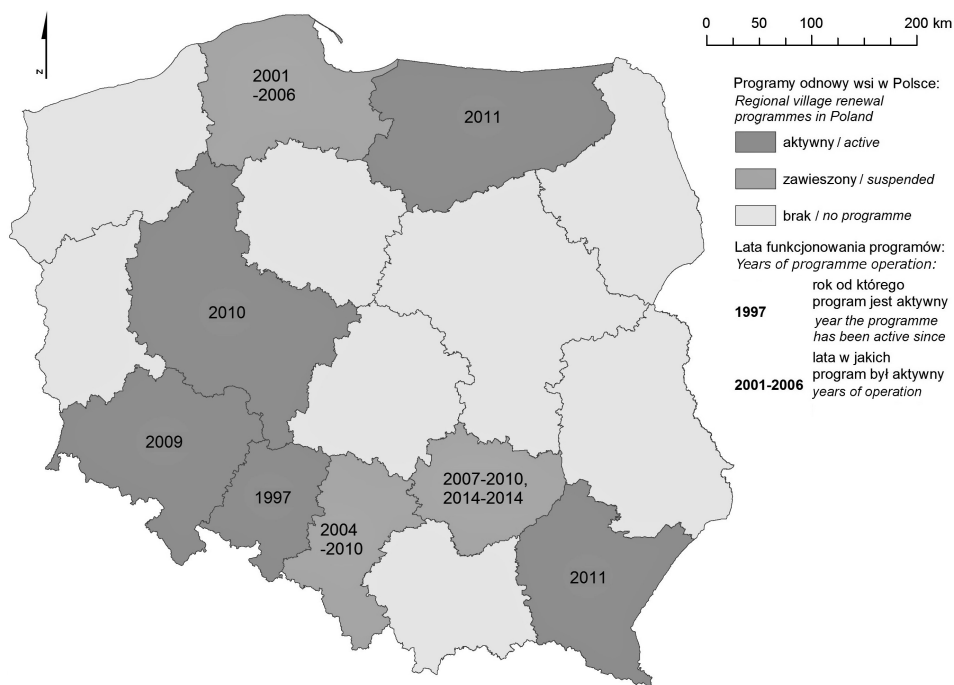 0 50 100 200 km
z
Programy odnowy wsi w Polsce:
Regional village renewal
programmes in Poland
aktywny / active
zawieszony / suspended
brak / no programme
Lata funkcjonowania programów:
Years of programme operation:
1997
rok od którego
program jest aktywny
year the programme
has been active since
2001-2006
lata w jakich
program był aktywny
years of operation
2001
-2006
2011
2010
2009
1997
2004
-2010
2007-2010,
2014-2014
2011